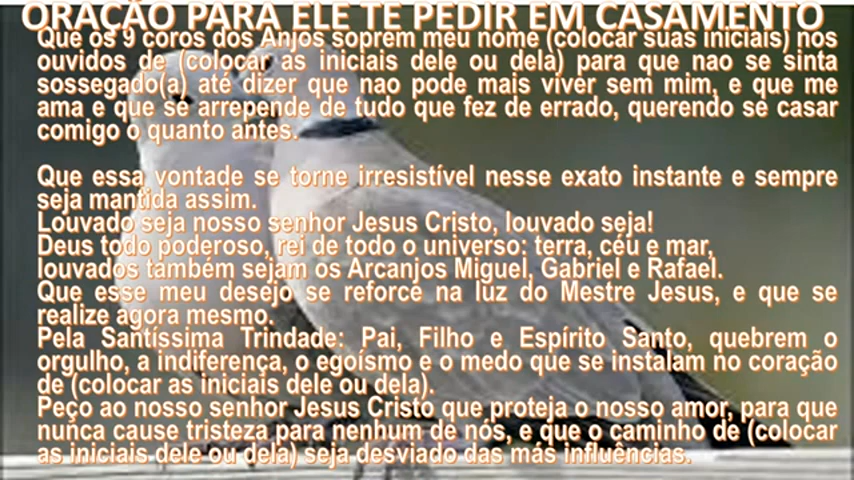 ORAÇÃO PARA ELE TE PEDIR EM CASAMENTO
Que os 9 coros dos Anjos soprem meu nome (colocar suas iniciais) nos
ouvidos de (colocar as iniciais dele ou dela) para que nao se sinta
sossegado(a) até dizer que nao pode mais viver sem mim, e que me
ama e que se arrepende de tudo que fez de errado, querendo se casar
comigo o quanto antes.
Que essa vontade se torne irresistível nesse exato instante e sempre
seja mantida assim.
Louvado seja nosso senhor Jesus Cristo, louvado seja!
Deus todo poderoso, rei de todo o universo: terra, céu e mar,
louvados também sejam os Arcanjos Miguel, Gabriel e Rafael.
Que esse meu desejo se reforce na luz do Mestre Jesus, e que se
realize agora mesmo.
Pela Santíssima Trindade: Pai, Filho e Espírito Santo, quebrem o
orgulho, a indiferença, o egoísmo e o medo que se instalam no coração
de (colocar as iniciais dele ou dela).
Peço ao nosso senhor Jesus Cristo que proteja o nosso amor, para que
nunca cause tristeza para nenhum de nós, e que o caminho de (colocar
as iniciais dele ou dela) seja desviado das más influências.